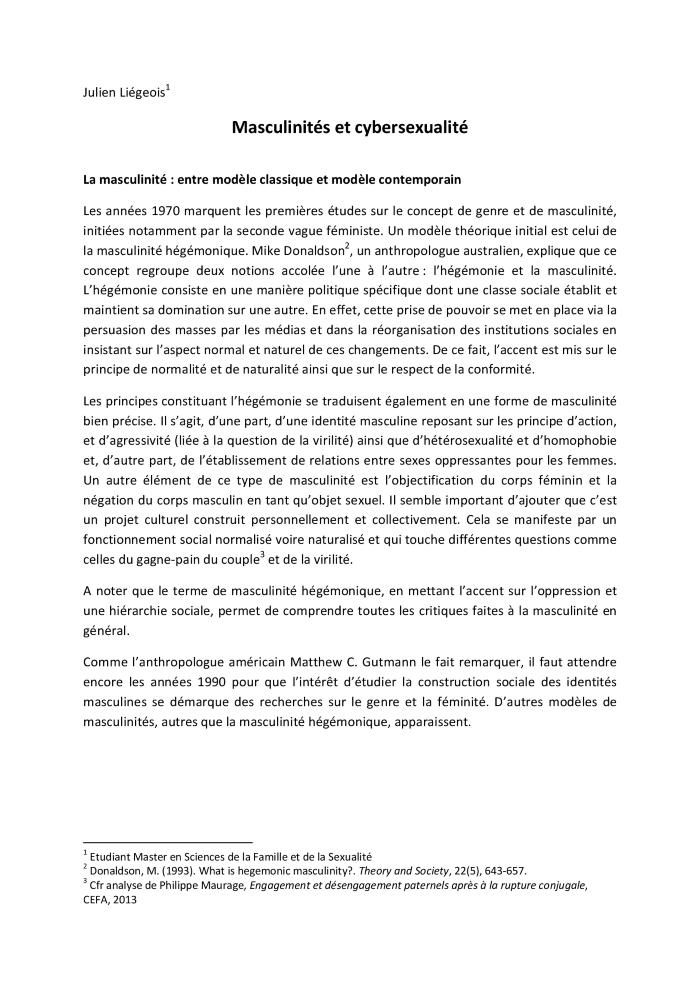 Julien Liégeois1
Masculinités et cybersexualité
La masculinité : entre modèle classique et modèle contemporain
Les années 1970 marquent les premières études sur le concept de genre et de masculinité,
initiées notamment par la seconde vague féministe. Un modèle théorique initial est celui de
la masculinité hégémonique. Mike Donaldson2, un anthropologue australien, explique que ce
concept regroupe deux notions accolée l’une à l’autre : l’hégémonie et la masculinité.
L’hégémonie consiste en une manière politique spécifique dont une classe sociale établit et
maintient sa domination sur une autre. En effet, cette prise de pouvoir se met en place via la
persuasion des masses par les médias et dans la réorganisation des institutions sociales en
insistant sur l’aspect normal et naturel de ces changements. De ce fait, l’accent est mis sur le
principe de normalité et de naturalité ainsi que sur le respect de la conformité.
Les principes constituant l’hégémonie se traduisent également en une forme de masculinité
bien précise. Il s’agit, d’une part, d’une identité masculine reposant sur les principe d’action,
et d’agressivité (liée à la question de la virilité) ainsi que d’hétérosexualité et d’homophobie
et, d’autre part, de l’établissement de relations entre sexes oppressantes pour les femmes.
Un autre élément de ce type de masculinité est l’objectification du corps féminin et la
négation du corps masculin en tant qu’objet sexuel. Il semble important d’ajouter que c’est
un projet culturel construit personnellement et collectivement. Cela se manifeste par un
fonctionnement social normalisé voire naturalisé et qui touche différentes questions comme
celles du gagne-pain du couple3 et de la virilité.
A noter que le terme de masculinité hégémonique, en mettant l’accent sur l’oppression et
une hiérarchie sociale, permet de comprendre toutes les critiques faites à la masculinité en
général.
Comme l’anthropologue américain Matthew C. Gutmann le fait remarquer, il faut attendre
encore les années 1990 pour que l’intérêt d’étudier la construction sociale des identités
masculines se démarque des recherches sur le genre et la féminité. D’autres modèles de
masculinités, autres que la masculinité hégémonique, apparaissent.
1 Etudiant Master en Sciences de la Famille et de la Sexualité
2 Donaldson, M. (1993). What is hegemonic masculinity?. Theory and Society, 22(5), 643-657.
3 Cfr analyse de Philippe Maurage, Engagement et désengagement paternels après à la rupture conjugale,
CEFA, 2013